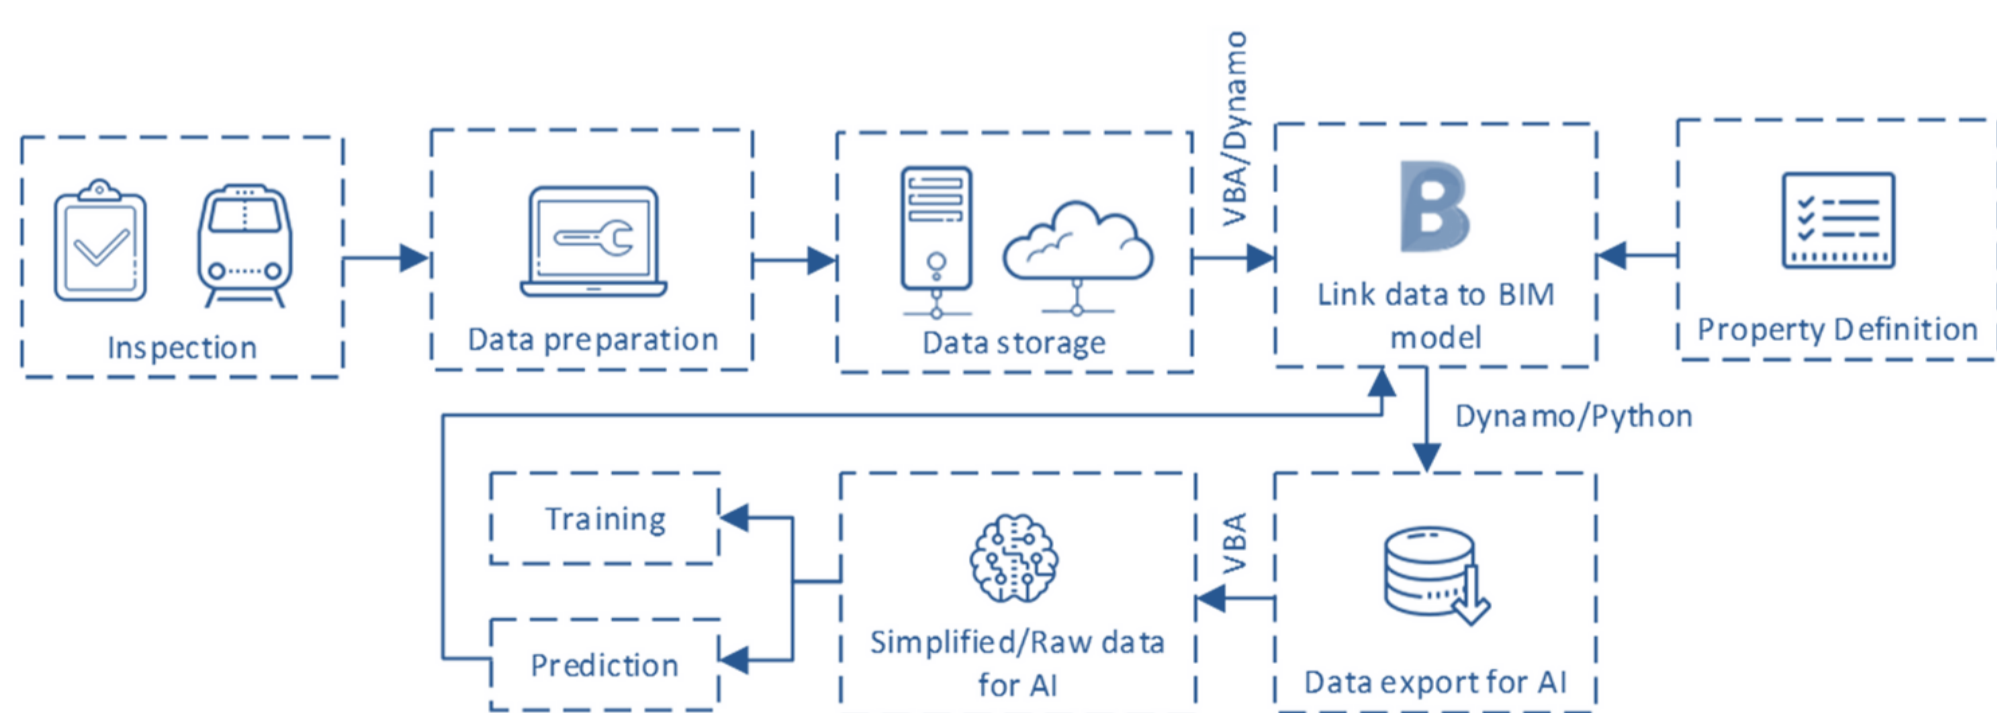 VBA/Dynamo
Inspection
Data preparation
Data storage
Link data to BIM
model
Property Definition
Dynamo/Python
Training
Prediction
Simplified/Raw data
for AI
VBA
Data export for AI